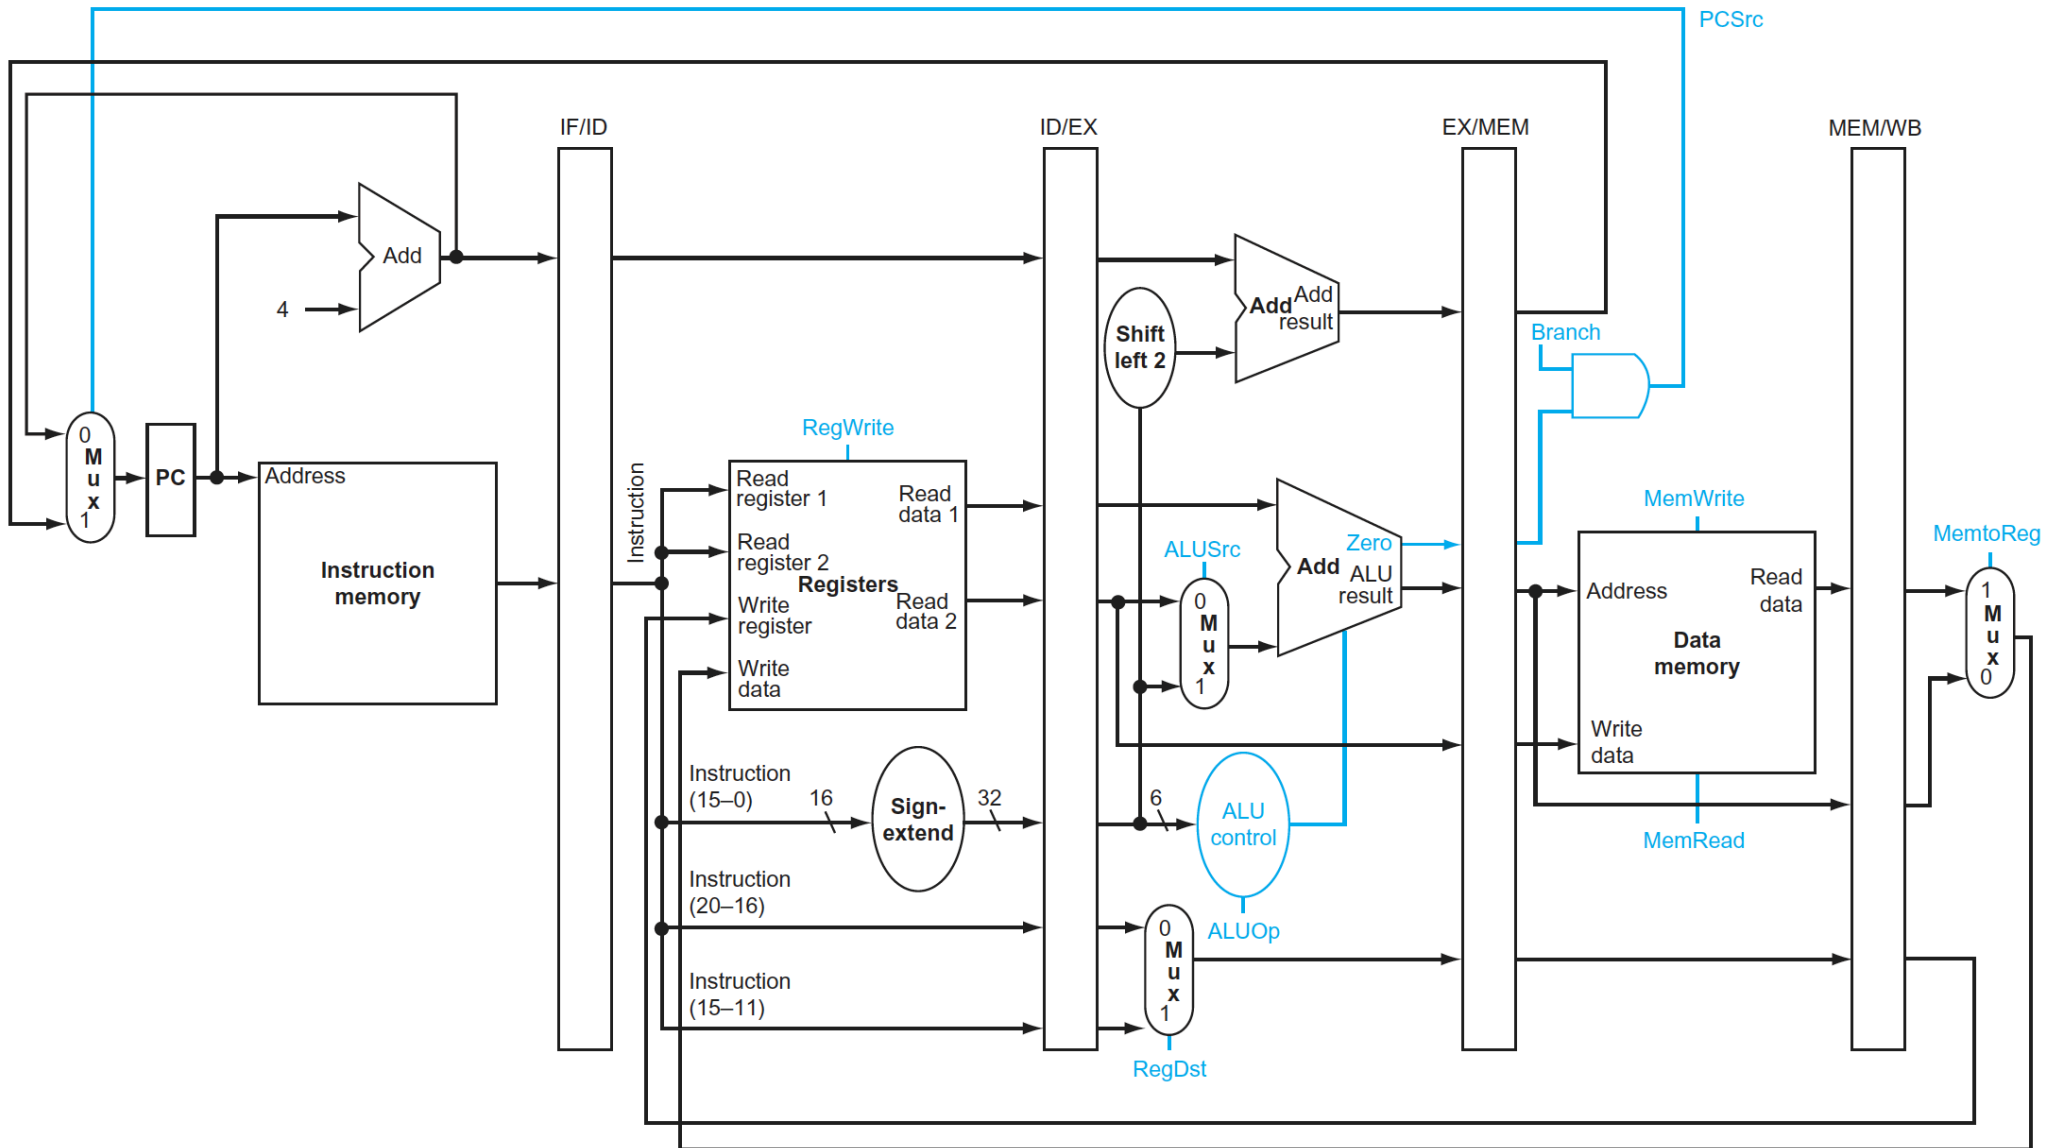 PCSrc
IF/ID
ID/EX
EX/MEM
MEM/WB
Add
4
Add
Add
result
Shift
left 2
Branch
0
M
u
x
1
PC
Address
Instruction
memory
Instruction
RegWrite
Read
register 1
Read
register 2
Write
register
Write
data
Registers
Read
data 1
Read
data 2
ALUSrc
0
M
u
x
1
Add
Zero
ALU
result
MemWrite
Address
Read
data
Data
memory
Write
data
MemRead
MemtoReg
1
M
u
x
0
Instruction
(15–0)
16
Sign-
extend
32
6
ALU
control
ALUOp
Instruction
(20–16)
Instruction
(15–11)
0
M
u
x
1
RegDst